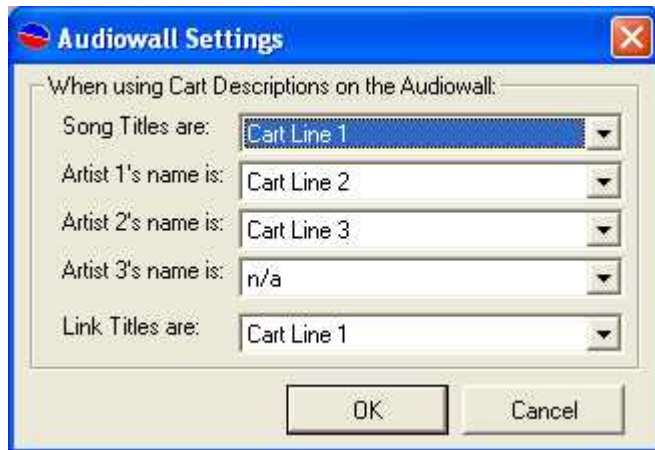 Audiowall Settings
When using Cart Descriptions on the Audiowall:
Song Titles are: Cart Line 1
Artist 1's name is: Cart Line 2
Artist 2's name is: Cart Line 3
Artist 3's name is: n/a
Link Titles are: Cart Line 1
OK Cancel